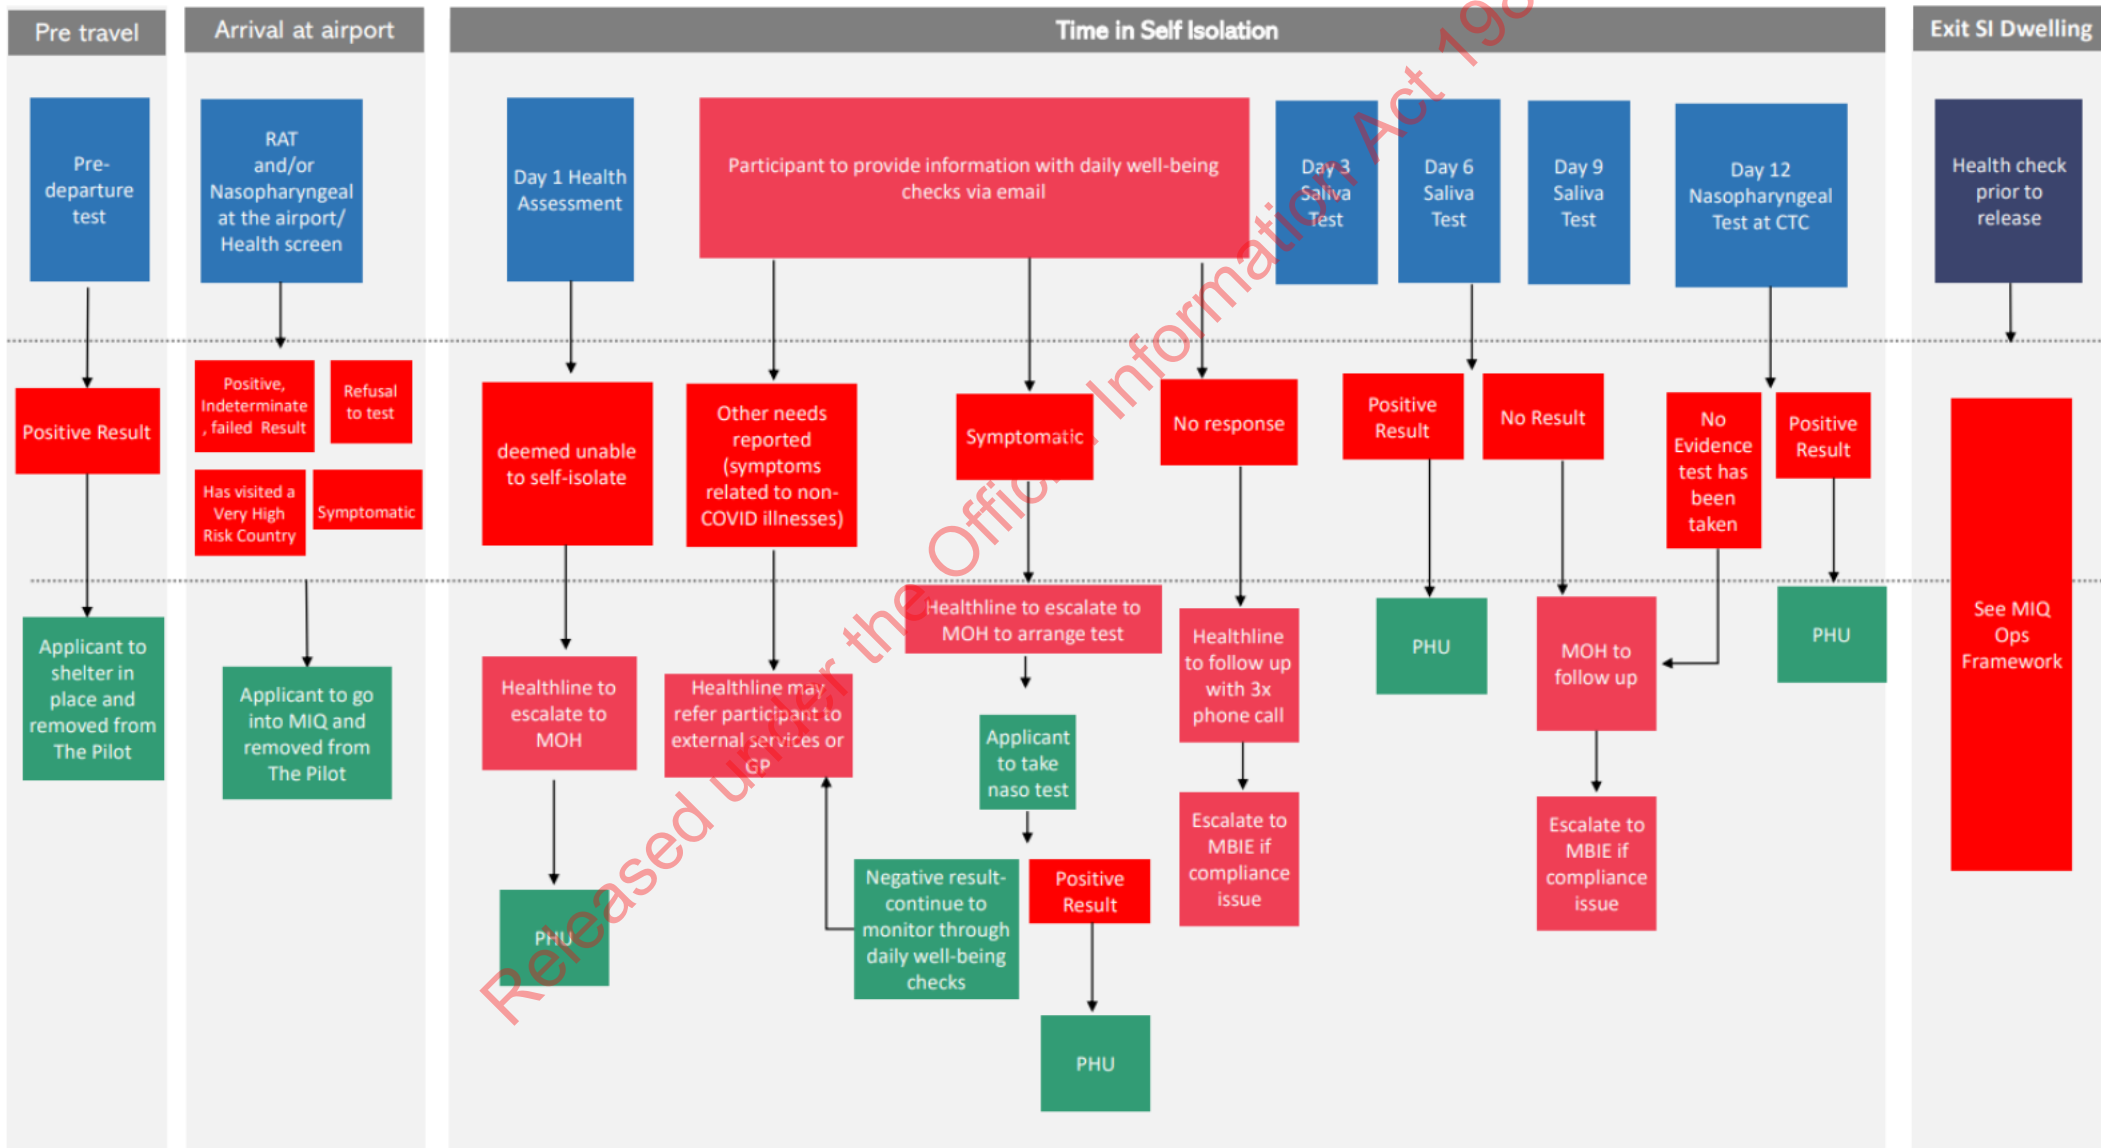 Pre travel
Arrival at airport
Time in Self Isolation
Exit SI Dwelling
Pre-
departure
test
RAT
and/or
Nasopharyngeal
at the airport/
Health screen
Day 1 Health
Assessment
Participant to provide information with daily well-being
checks via email
Day 3
Saliva
Test
Day 6
Saliva
Test
Day 9
Saliva
Test
Day 12
Nasopharyngeal
Test at CTC
Health check
prior to
release
Positive Result
Positive,
Indeterminate
, failed Result
Refusal
to test
Has visited a
Very High
Risk Country
Symptomatic
deemed unable
to self-isolate
Other needs
reported
(symptoms
related to non-
COVID illnesses)
Symptomatic
No response
Positive
Result
No Result
No
Evidence
test has
been
taken
Positive
Result
See MIQ
Ops
Framework
Applicant to
shelter in
place and
removed from
The Pilot
Applicant to go
into MIQ and
removed from
The Pilot
Healthline to
escalate to
MOH
PHU
Healthline may
refer participant to
external services or
GP
Healthline to escalate to
MOH to arrange test
Applicant
to take
naso test
Negative result-
continue to
monitor through
daily well-being
checks
Positive
Result
PHU
Healthline
to follow up
with 3x
phone call
Escalate to
MBIE if
compliance
issue
PHU
MOH to
follow up
Escalate to
MBIE if
compliance
issue
PHU
Released under the Official Information Act 198